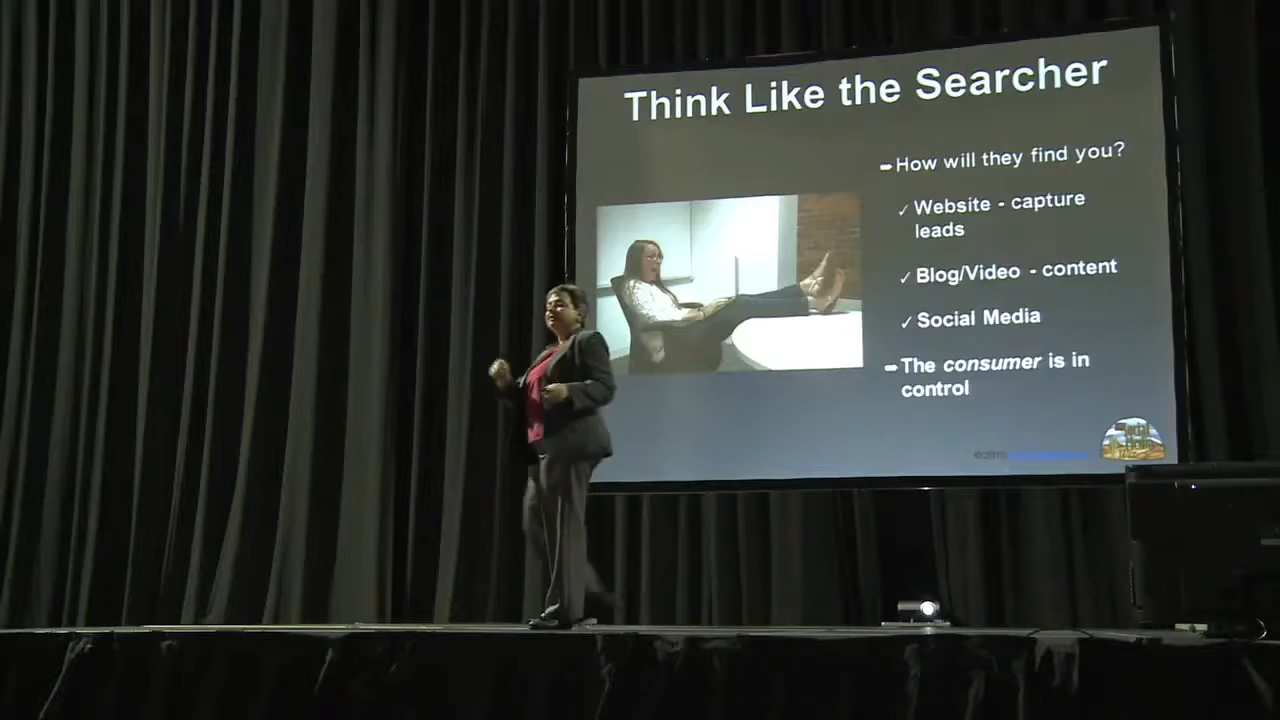 Think Like the Searcher
How will they find you?
✓ Website - capture
leads
✓ Blog/Video - content
✓ Social Media
The consumer is in
control